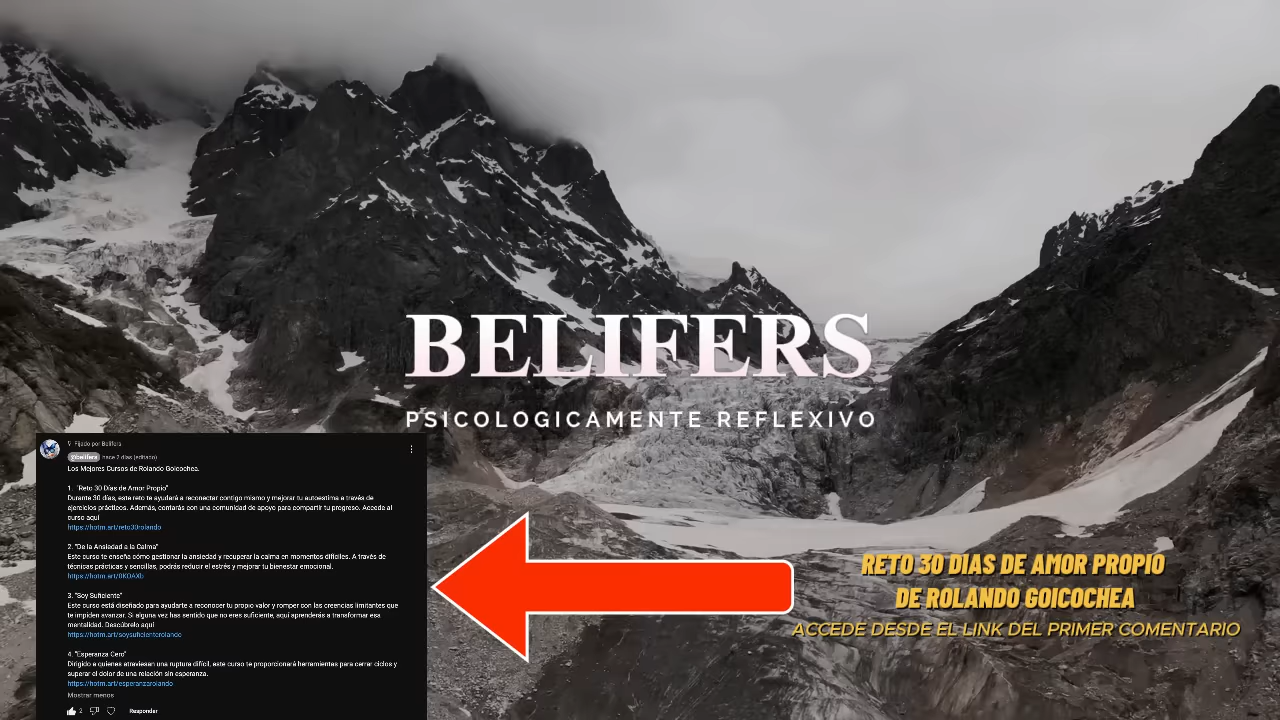 BELIFERS
PSICOLOGICAMENTE REFLEXIVO
Fijado por Belifers
@belifers hace 2 días (editado)
Los Mejores Cursos de Rolando Goicochea.
1. "Reto 30 Días de Amor Propio"
Durante 30 días, este reto te ayudará a reconectar contigo mismo y mejorar tu autoestima a través de
ejercicios prácticos. Además, contarás con una comunidad de apoyo para compartir tu progreso. Accede al
curso aquí
https://hotm.art/reto30rolando
2. "De la Ansiedad a la Calma"
Este curso te enseña cómo gestionar la ansiedad y recuperar la calma en momentos difíciles. A través de
técnicas prácticas y sencillas, podrás reducir el estrés y mejorar tu bienestar emocional.
https://hotm.art/0KOAXb
3. "Soy Suficiente"
Este curso está diseñado para ayudarte a reconocer tu propio valor y romper con las creencias limitantes que
te impiden avanzar. Si alguna vez has sentido que no eres suficiente, aquí aprenderás a transformar esa
mentalidad. Descúbrelo aquí
https://hotm.art/soysuficienterolando
4. "Esperanza Cero"
Dirigido a quienes atraviesan una ruptura difícil, este curso te proporcionará herramientas para cerrar ciclos y
superar el dolor de una relación sin esperanza.
https://hotm.art/esperanzarolando
Mostrar menos
2 Responder
RETO 30 DIAS DE AMOR PROPIO
DE ROLANDO GOICOCHEA
ACCEDE DESDE EL LINK DEL PRIMER COMENTARIO